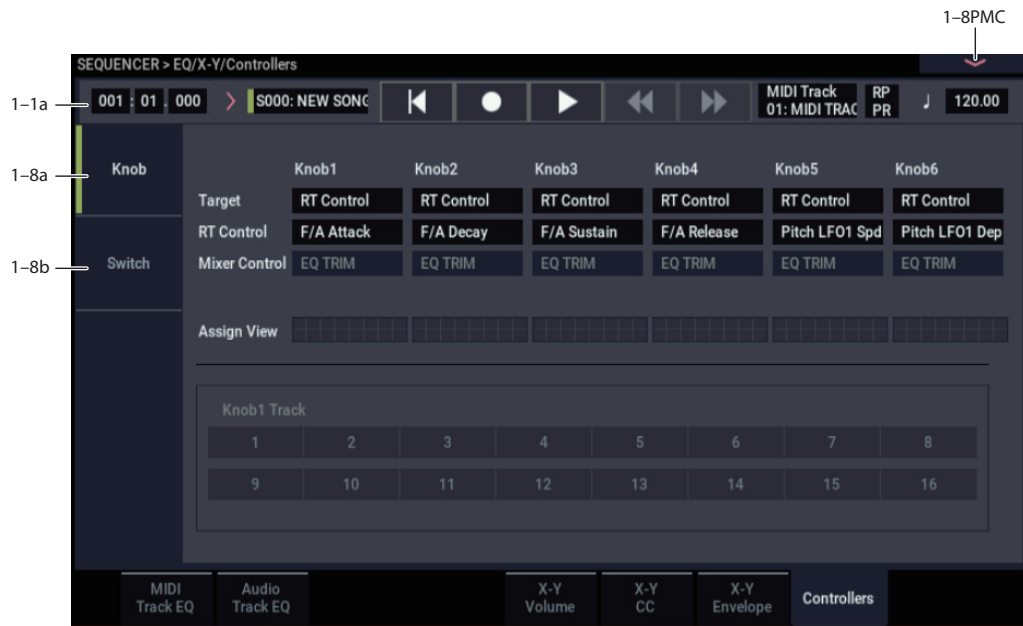 1–8PMC
SEQUENCER > EQ/X-Y/Controllers
1–1a
001 : 01 . 000 > S000: NEW SONG MIDI Track RP ♩ 120.00
01: MIDI TRAC PR
1–8a
Knob Knob1 Knob2 Knob3 Knob4 Knob5 Knob6
Target RT Control RT Control RT Control RT Control RT Control RT Control
RT Control F/A Attack F/A Decay F/A Sustain F/A Release Pitch LFO1 Spd Pitch LFO1 Dep
1–8b
Switch Mixer Control EQ TRIM EQ TRIM EQ TRIM EQ TRIM EQ TRIM EQ TRIM
Assign View
Knob1 Track
1 2 3 4 5 6 7 8
9 10 11 12 13 14 15 16
MIDI Audio X-Y X-Y X-Y
Track EQ Track EQ Volume CC Envelope Controllers